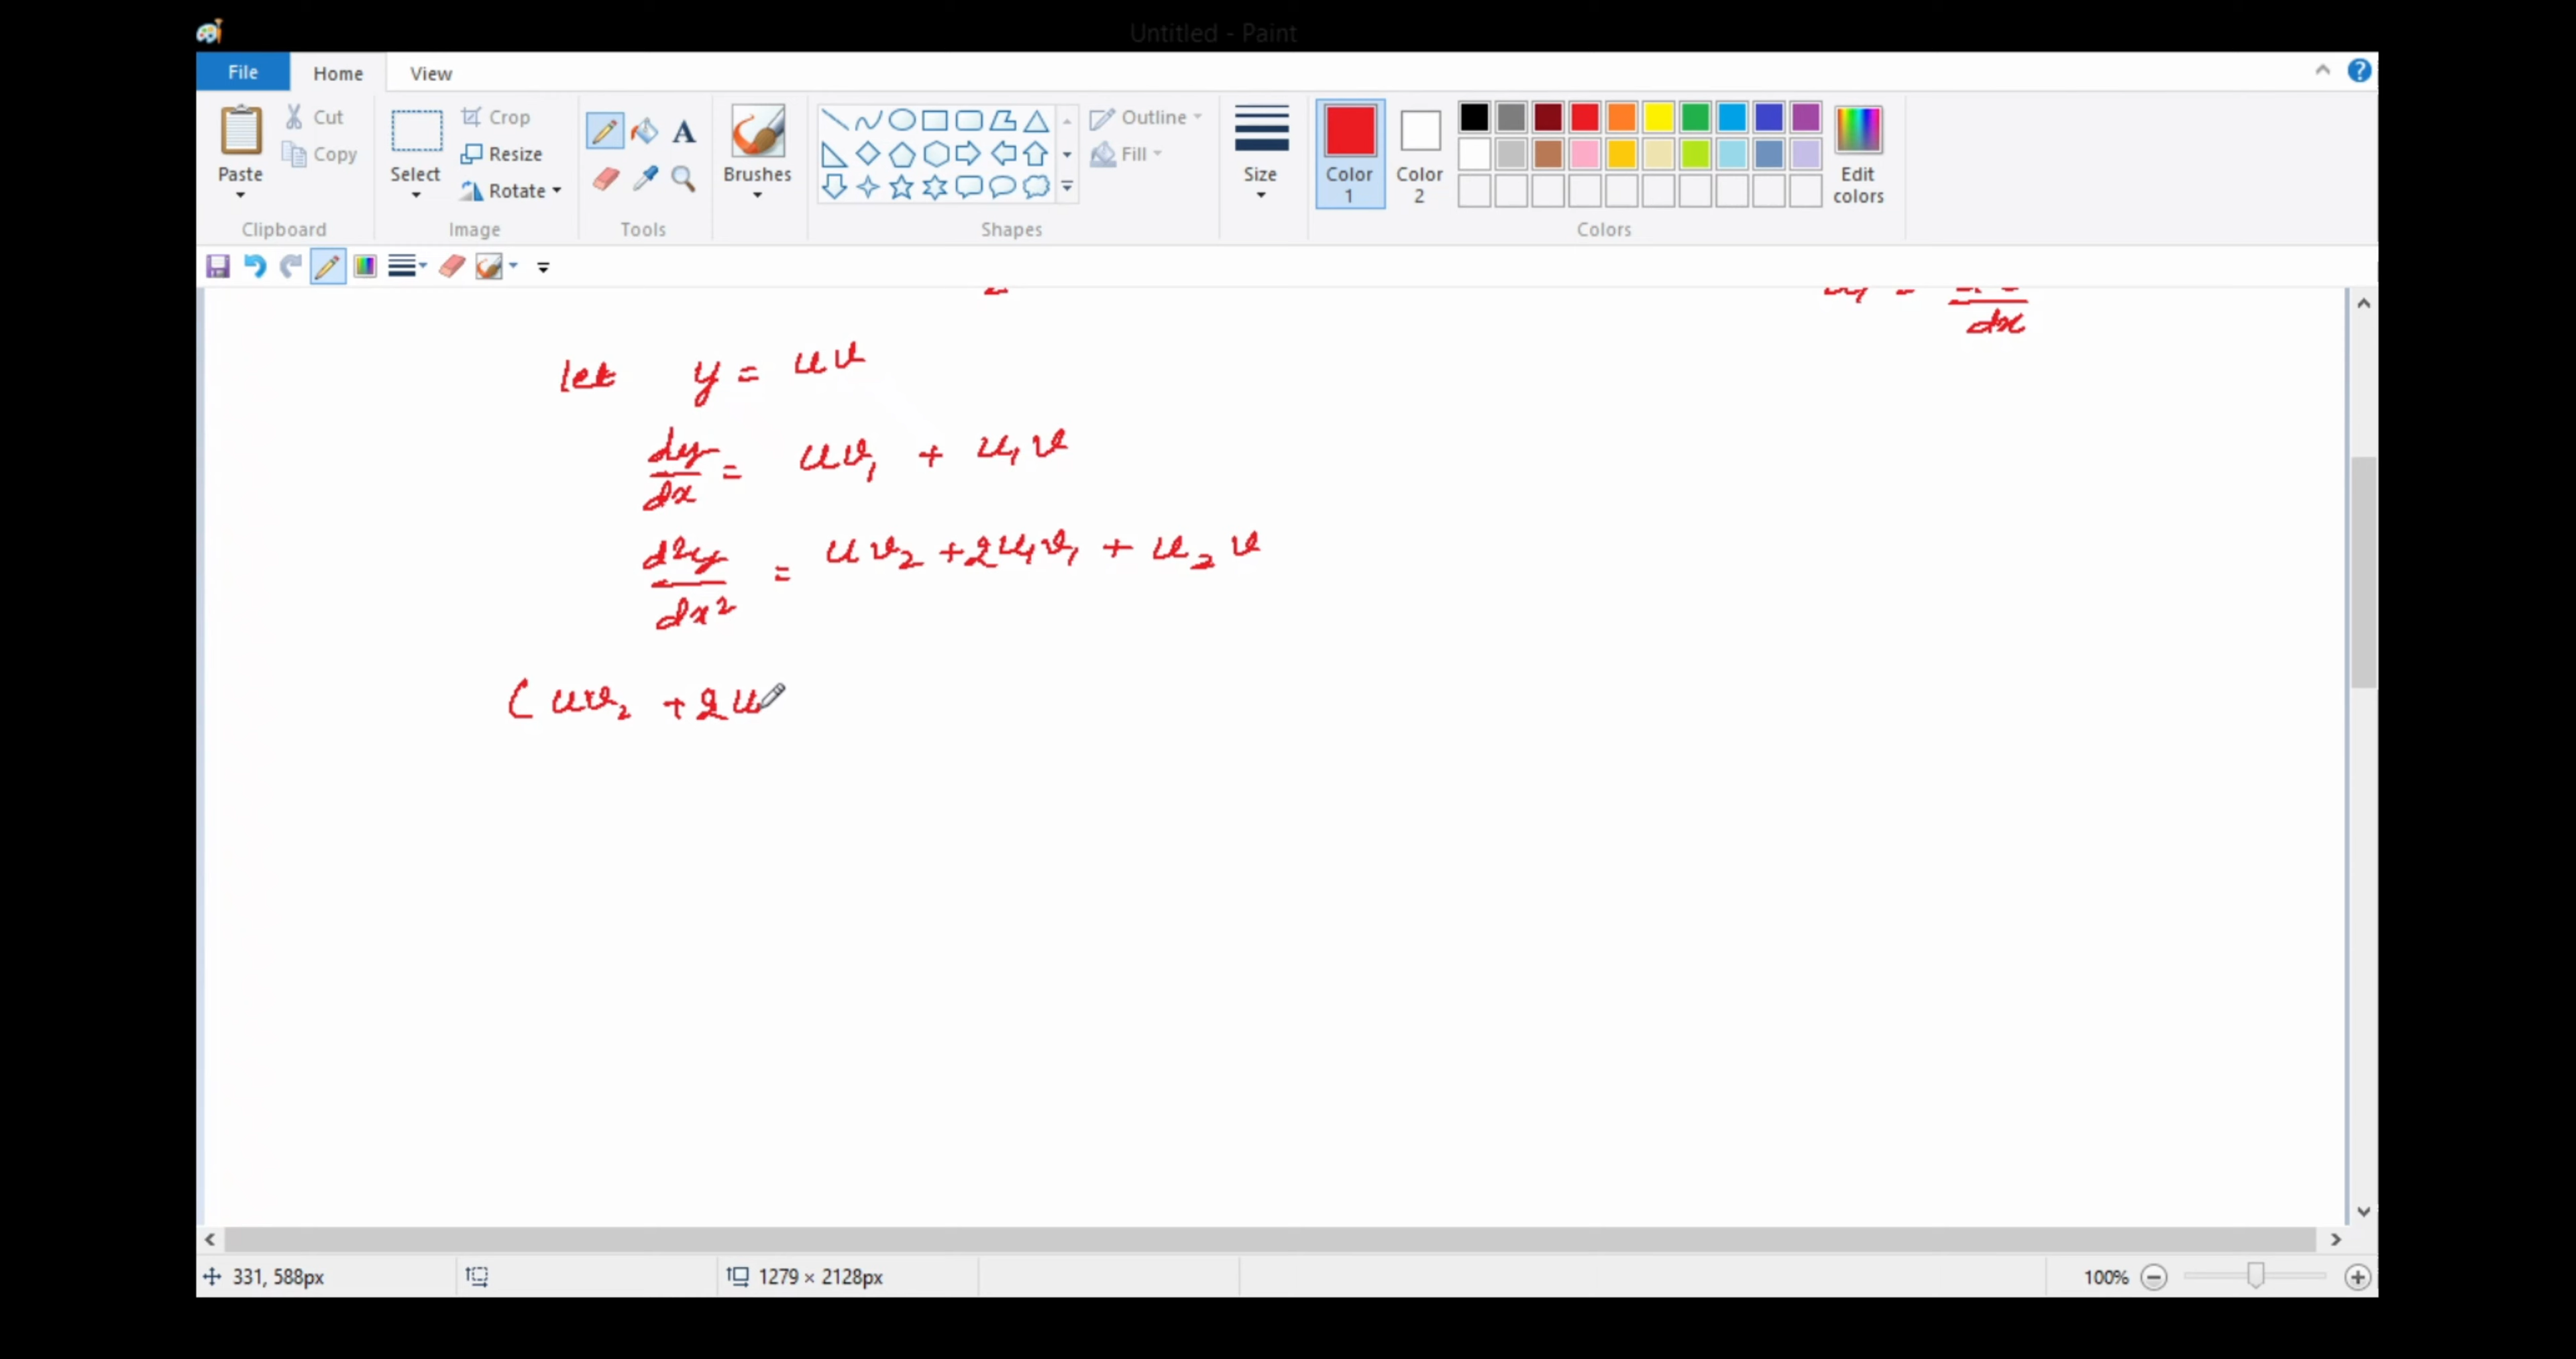 Untitled - Paint
File Home View
Paste Cut Copy Clipboard
Select Crop Resize Rotate Image
A Tools
Brushes
Outline Fill Shapes
Size
Color 1 Color 2 Edit colors Colors
dx
let y = uv
dy/dx = uv₁ + u₁v
d²y/dx² = uv₂ + 2u₁v₁ + u₂v
(uv₂ + 2u
331, 588px 1279 × 2128px 100%